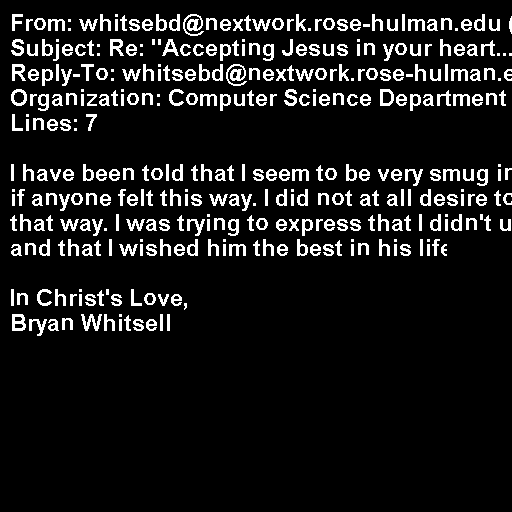 From: whitsebd@nextwork.rose-hulman.edu (
Subject: Re: "Accepting Jesus in your heart...
Reply-To: whitsebd@nextwork.rose-hulman.e
Organization: Computer Science Department
Lines: 7

I have been told that I seem to be very smug in
if anyone felt this way. I did not at all desire to
that way. I was trying to express that I didn't u
and that I wished him the best in his life

In Christ's Love,
Bryan Whitsell